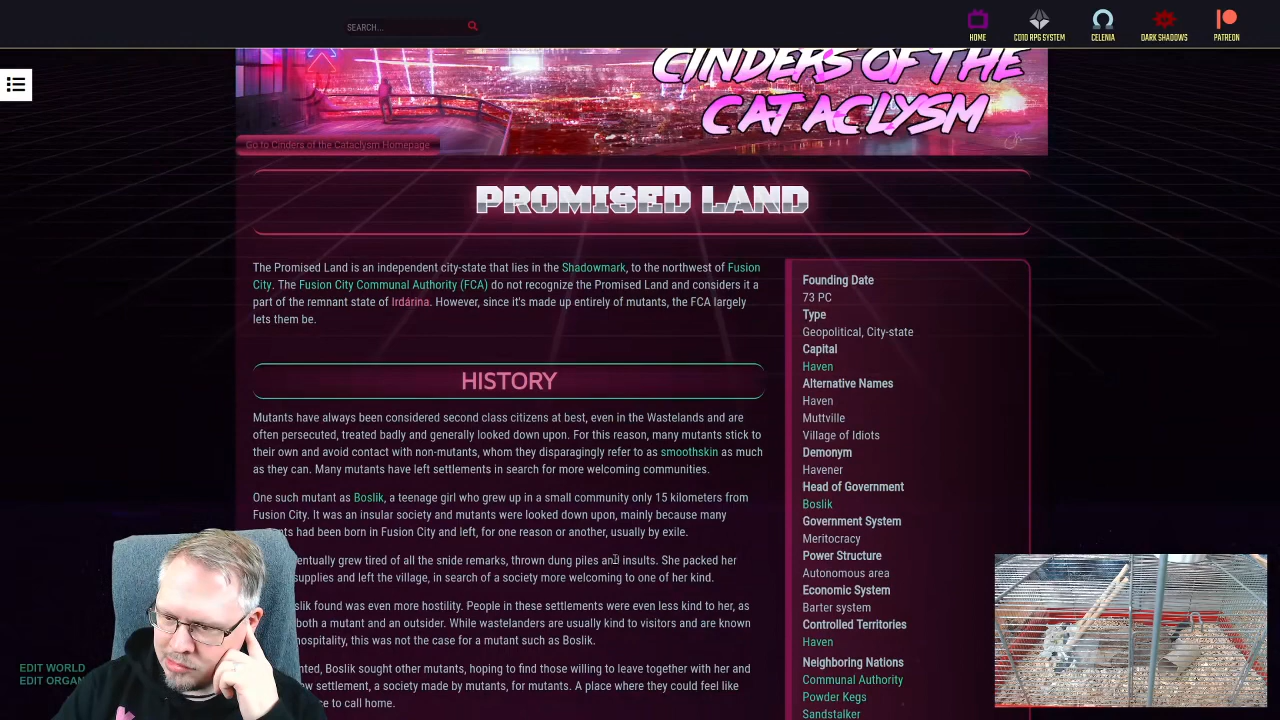 SEARCH...
HOME
CO10 RPG SYSTEM
CELENIA
DARK SHADOWS
PATREON
CINDERS OF THE
CATACLYSM
Go to Cinders of the Cataclysm Homepage
PROMISED LAND
The Promised Land is an independent city-state that lies in the Shadowmark, to the northwest of Fusion
City. The Fusion City Communal Authority (FCA) do not recognize the Promised Land and considers it a
part of the remnant state of Irdárina. However, since it's made up entirely of mutants, the FCA largely
lets them be.
HISTORY
Mutants have always been considered second class citizens at best, even in the Wastelands and are
often persecuted, treated badly and generally looked down upon. For this reason, many mutants stick to
their own and avoid contact with non-mutants, whom they disparagingly refer to as smoothskin as much
as they can. Many mutants have left settlements in search for more welcoming communities.
One such mutant as Boslik, a teenage girl who grew up in a small community only 15 kilometers from
Fusion City. It was an insular society and mutants were looked down upon, mainly because many
had been born in Fusion City and left, for one reason or another, usually by exile.
grew tired of all the snide remarks, thrown dung piles and insults. She packed her
supplies and left the village, in search of a society more welcoming to one of her kind.
was even more hostility. People in these settlements were even less kind to her, as
both a mutant and an outsider. While wastelanders are usually kind to visitors and are known
this was not the case for a mutant such as Boslik.
Boslik sought other mutants, hoping to find those willing to leave together with her and
settlement, a society made by mutants, for mutants. A place where they could feel like
to call home.
Founding Date
73 PC
Type
Geopolitical, City-state
Capital
Haven
Alternative Names
Haven
Muttville
Village of Idiots
Demonym
Havener
Head of Government
Boslik
Government System
Meritocracy
Power Structure
Autonomous area
Economic System
Barter system
Controlled Territories
Haven
Neighboring Nations
Communal Authority
Powder Kegs
Sandstalker
EDIT WORLD
EDIT ORGAN